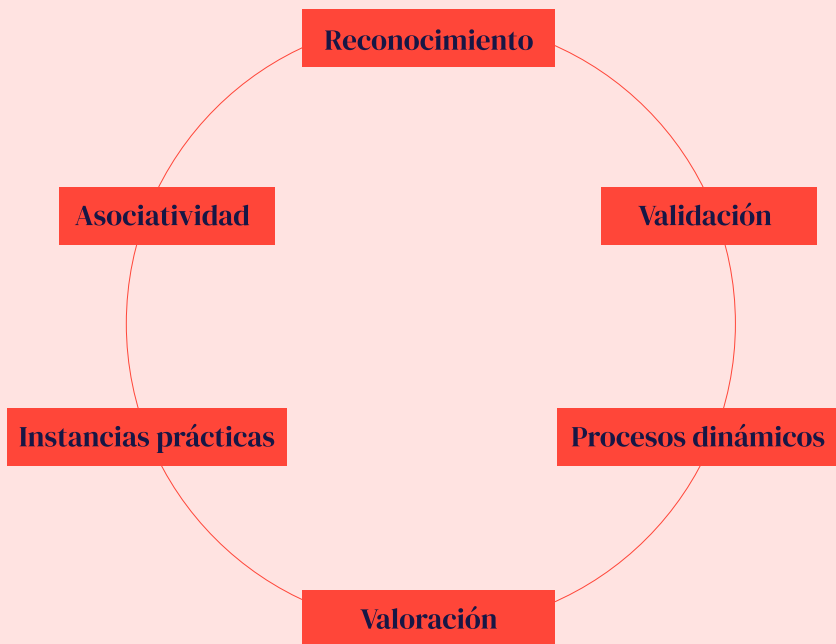 Reconocimiento
Asociatividad
Validación
Instancias prácticas
Procesos dinámicos
Valoración